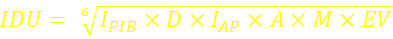 IDU = ⁶√(I_PIB × D × I_AP × A × M × EV)